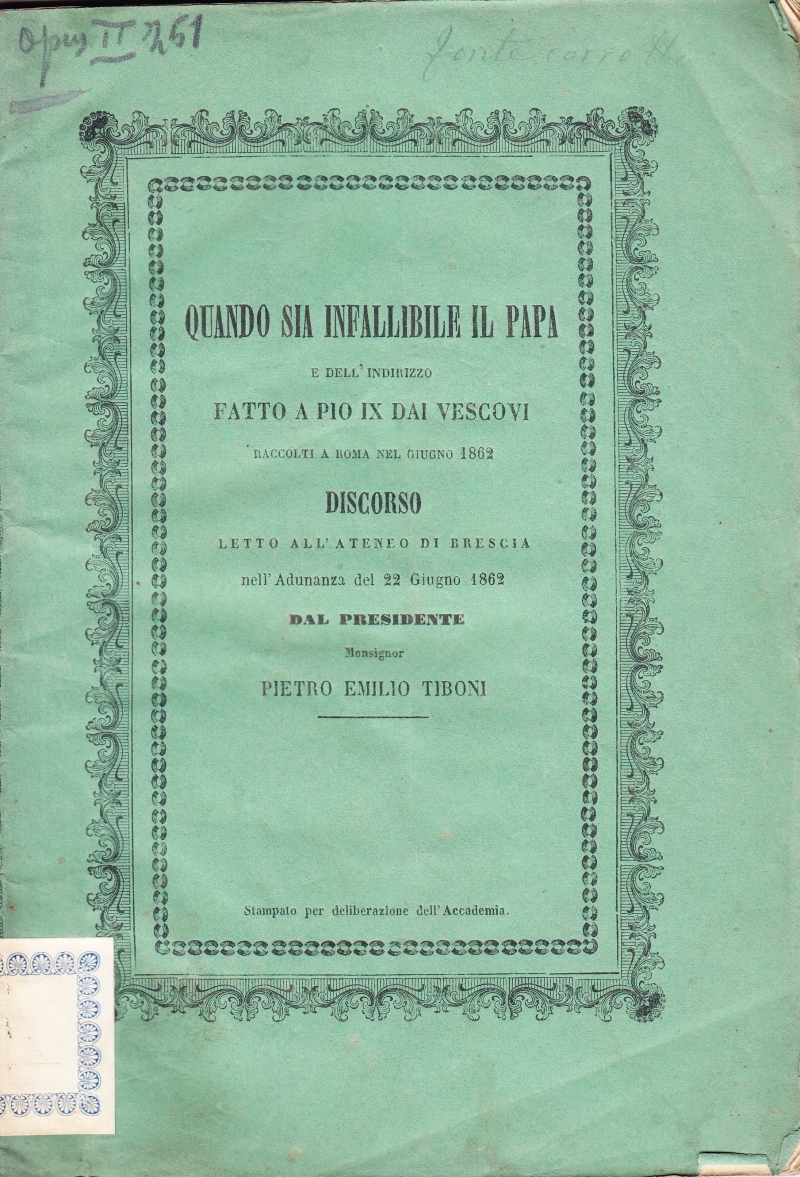 Opus II
QUANDO SIA INFALLIBILE IL PAPA
E DELL'INDIRIZZO
FATTO A PIO IX DAI VESCOVI
RACCOLTI A ROMA NEL GIUGNO 1862
DISCORSO
LETTO ALL'ATENEO DI BRESCIA
nell'Adunanza del 22 Giugno 1862
DAL PRESIDENTE
Monsignor
PIETRO EMILIO TIBONI
Stampato per deliberazione dell'Accademia.